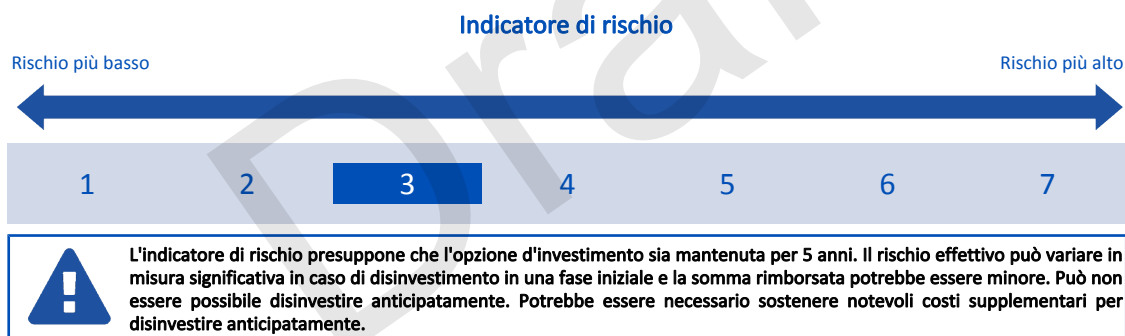 Indicatore di rischio
Rischio più basso
Rischio più alto
1 2 3 4 5 6 7
L'indicatore di rischio presuppone che l'opzione d'investimento sia mantenuta per 5 anni. Il rischio effettivo può variare in
misura significativa in caso di disinvestimento in una fase iniziale e la somma rimborsata potrebbe essere minore. Può non
essere possibile disinvestire anticipatamente. Potrebbe essere necessario sostenere notevoli costi supplementari per
disinvestire anticipatamente.